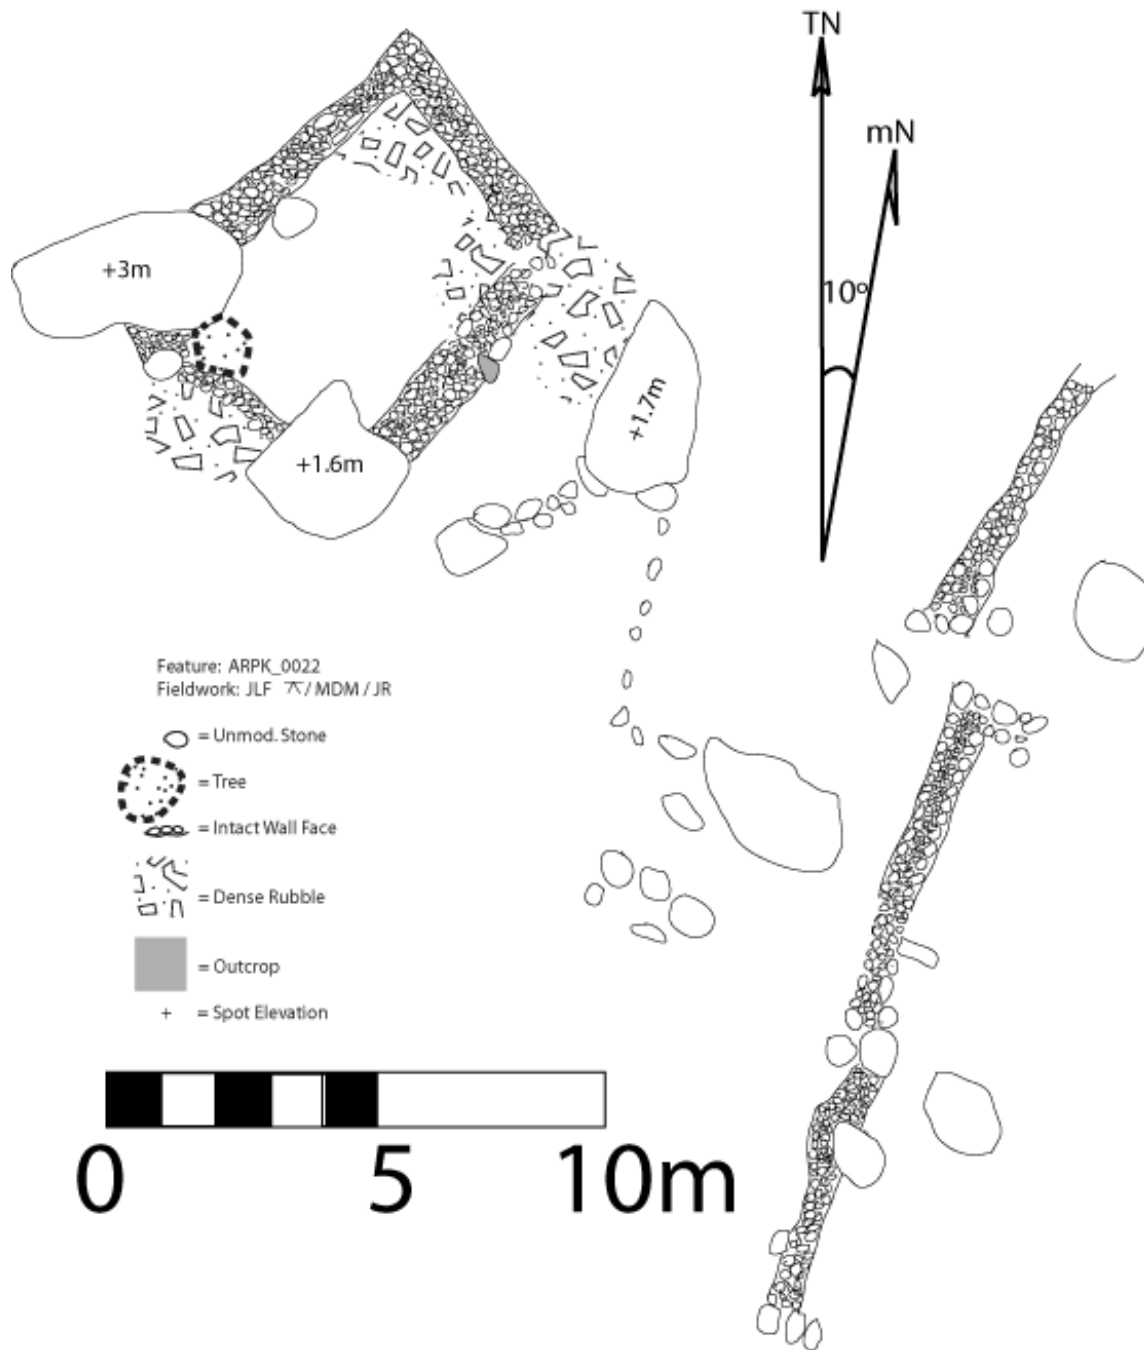 TN
mN
10°
+3m
+1.6m
+1.7m
Feature: ARPK_0022
Fieldwork: JLF / MDM / JR
= Unmod. Stone
= Tree
= Intact Wall Face
= Dense Rubble
= Outcrop
+ = Spot Elevation
0 5 10m